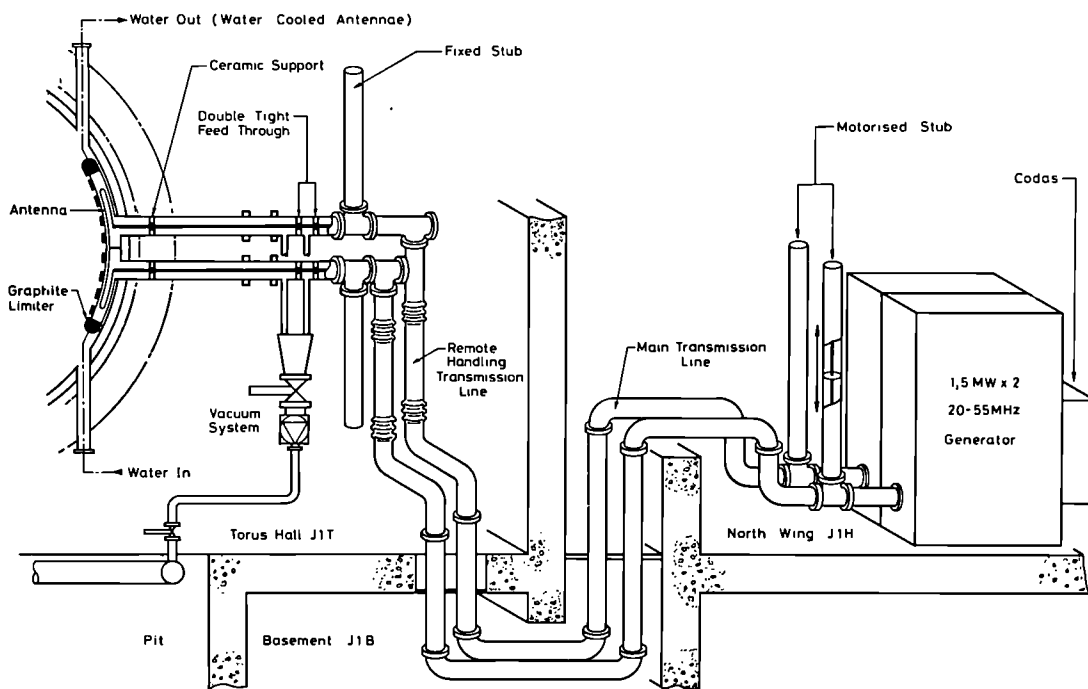 Water Out (Water Cooled Antennae)
Fixed Stub
Ceramic Support
Double Tight
Feed Through
Motorised Stub
Codas
Antenna
Graphite
Limiter
Remote
Handling
Transmission
Line
Main Transmission
Line
1,5 MW x 2
20-55MHz
Generator
Vacuum
System
Water In
Torus Hall J1T
North Wing J1H
Pit
Basement J1B